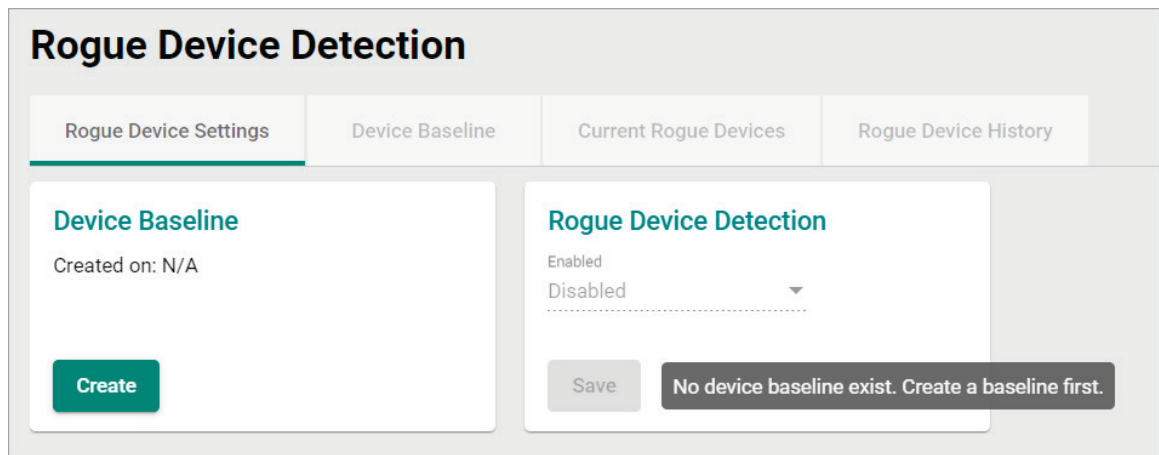 Rogue Device Detection
Rogue Device Settings
Device Baseline
Current Rogue Devices
Rogue Device History
Device Baseline
Created on: N/A
Create
Rogue Device Detection
Enabled
Disabled
Save
No device baseline exist. Create a baseline first.